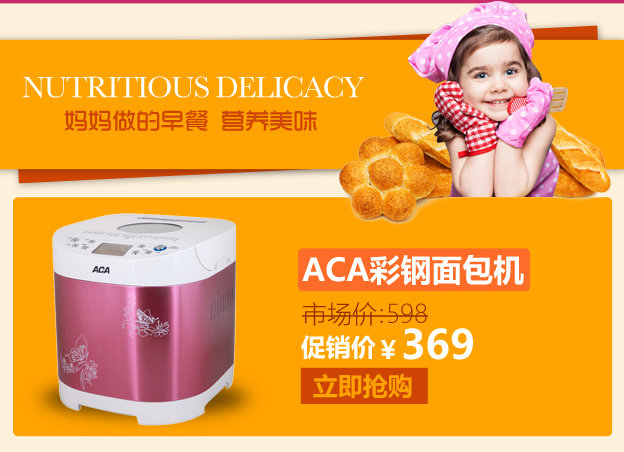 NUTRITIOUS DELICACY
妈妈做的早餐 营养美味
ACA
ACA彩钢面包机
市场价:598
促销价￥369
立即抢购